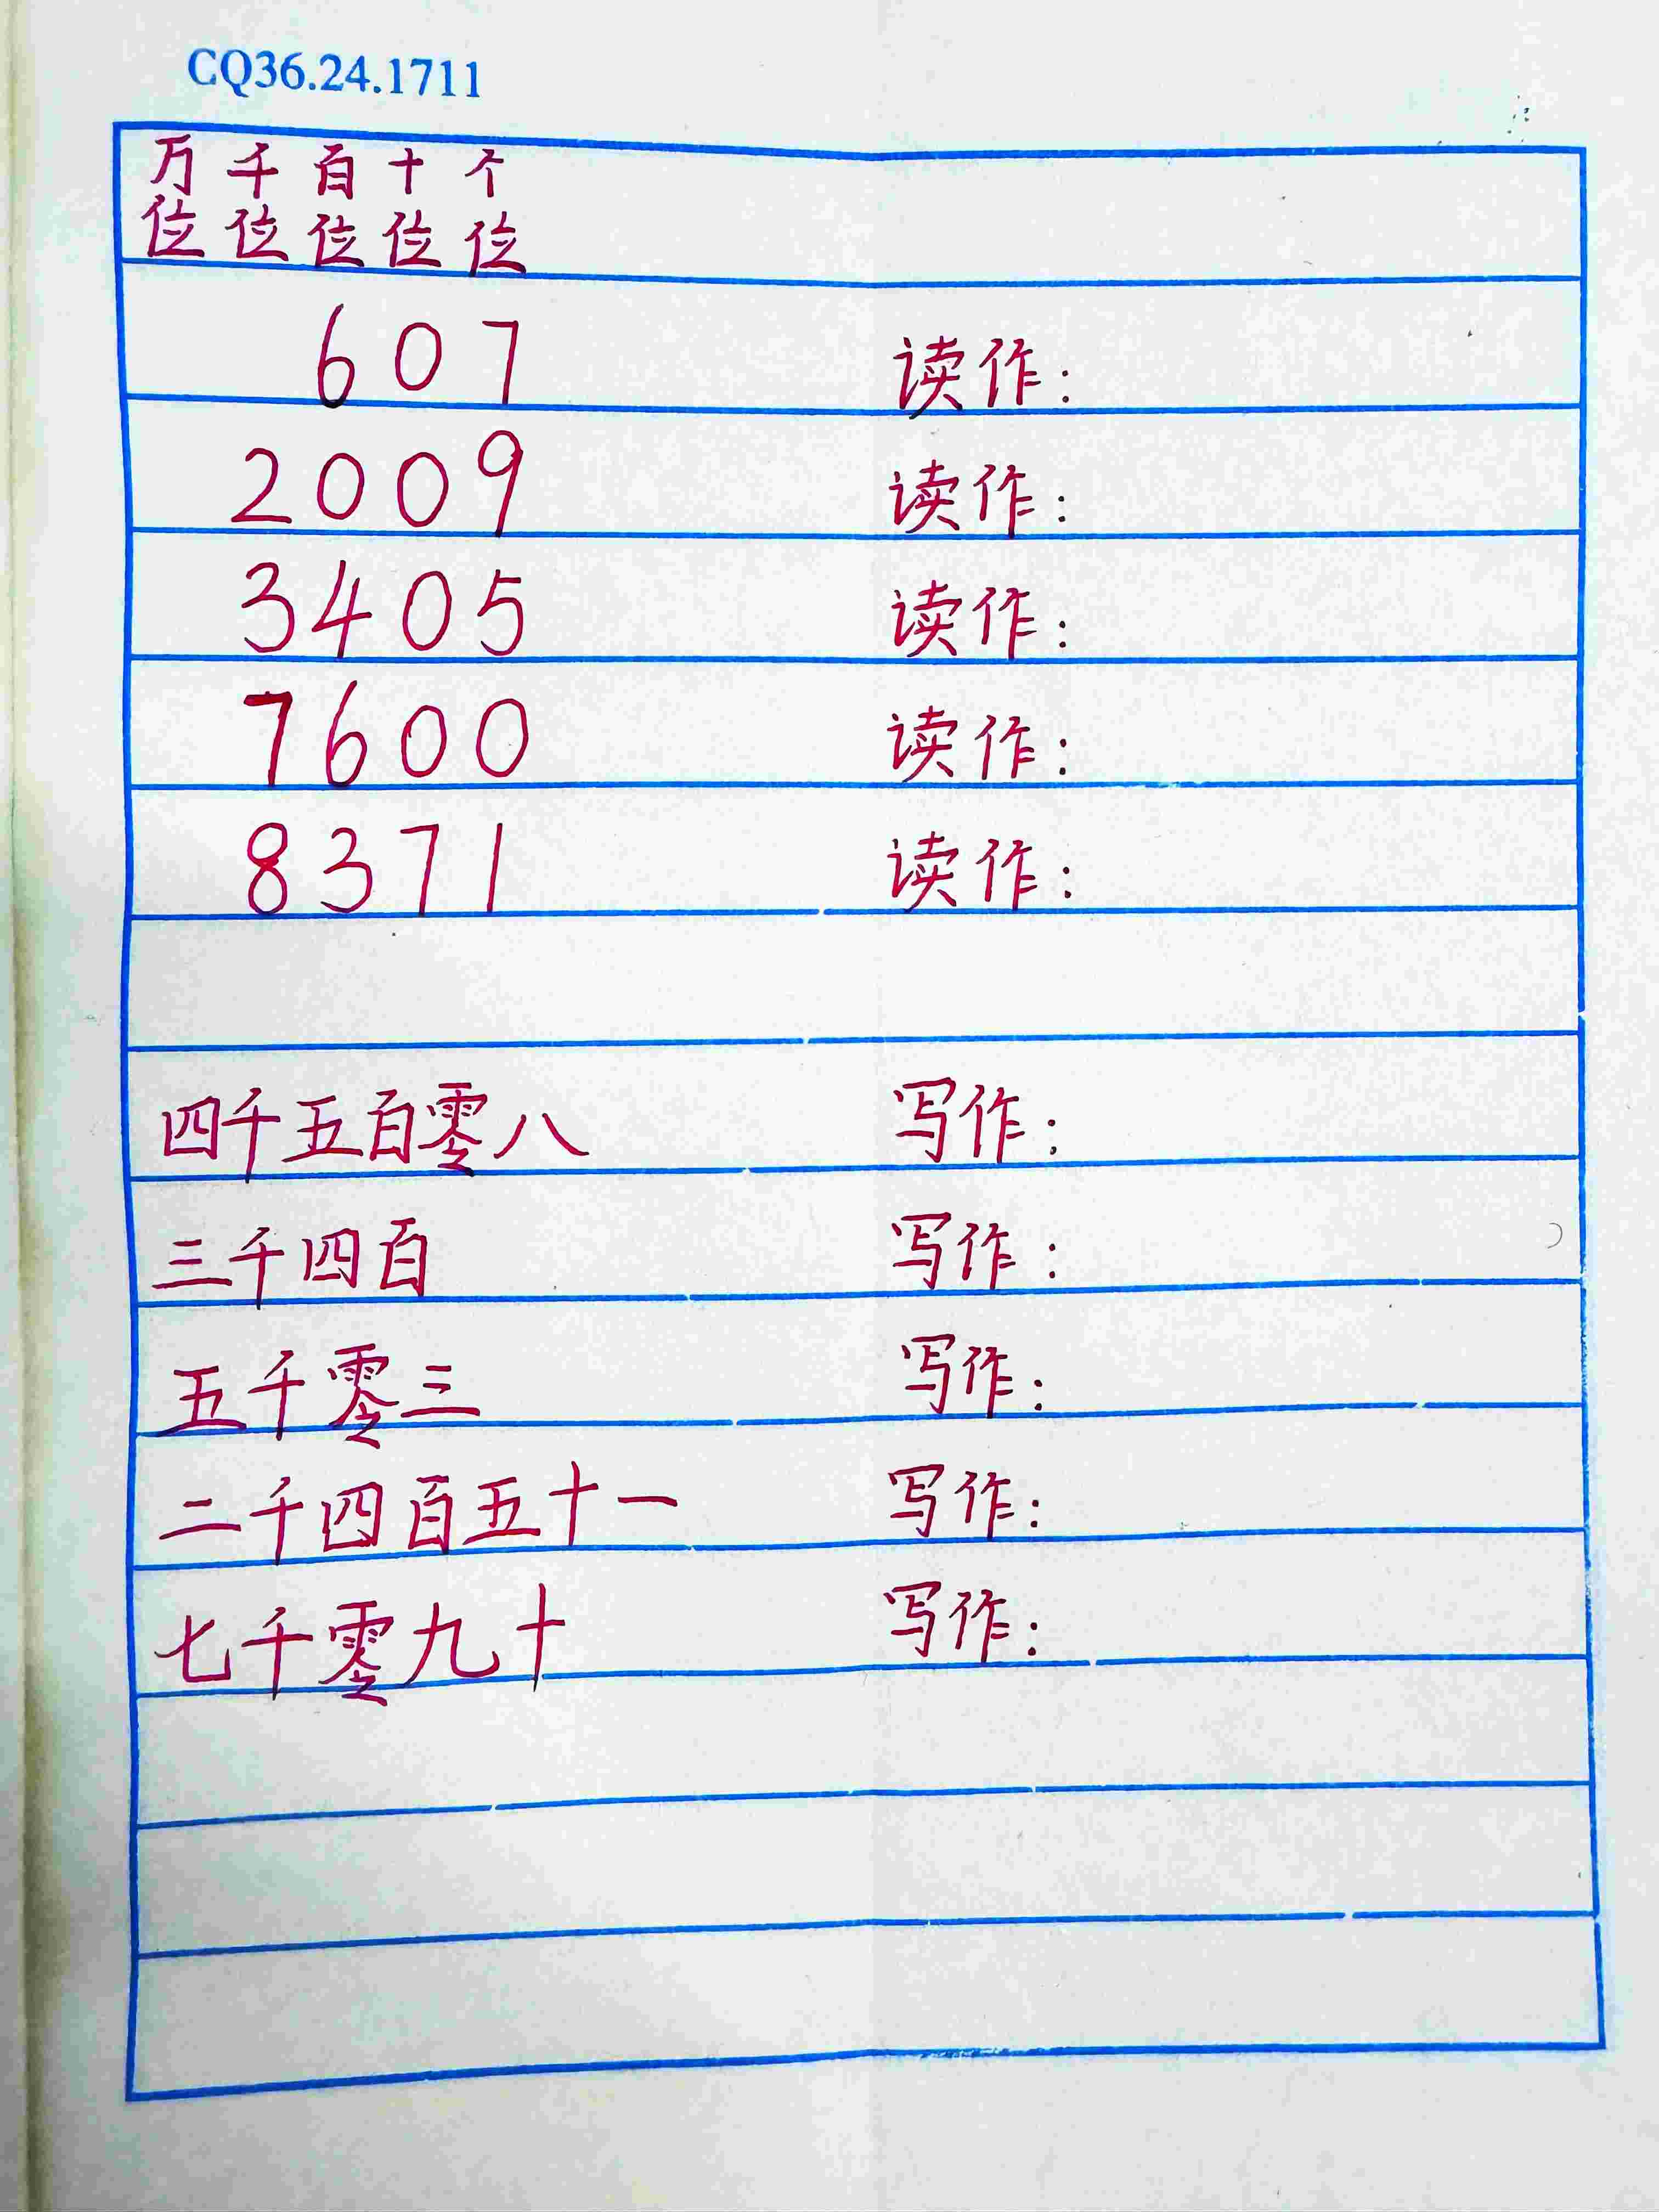 CQ36.24.1711
万 千 百 十 个
位 位 位 位 位
607 读作:
2009 读作:
3405 读作:
7600 读作:
8371 读作:
四千五百零八 写作:
三千四百 写作:
五千零三 写作:
二千四百五十一 写作:
七千零九十 写作: